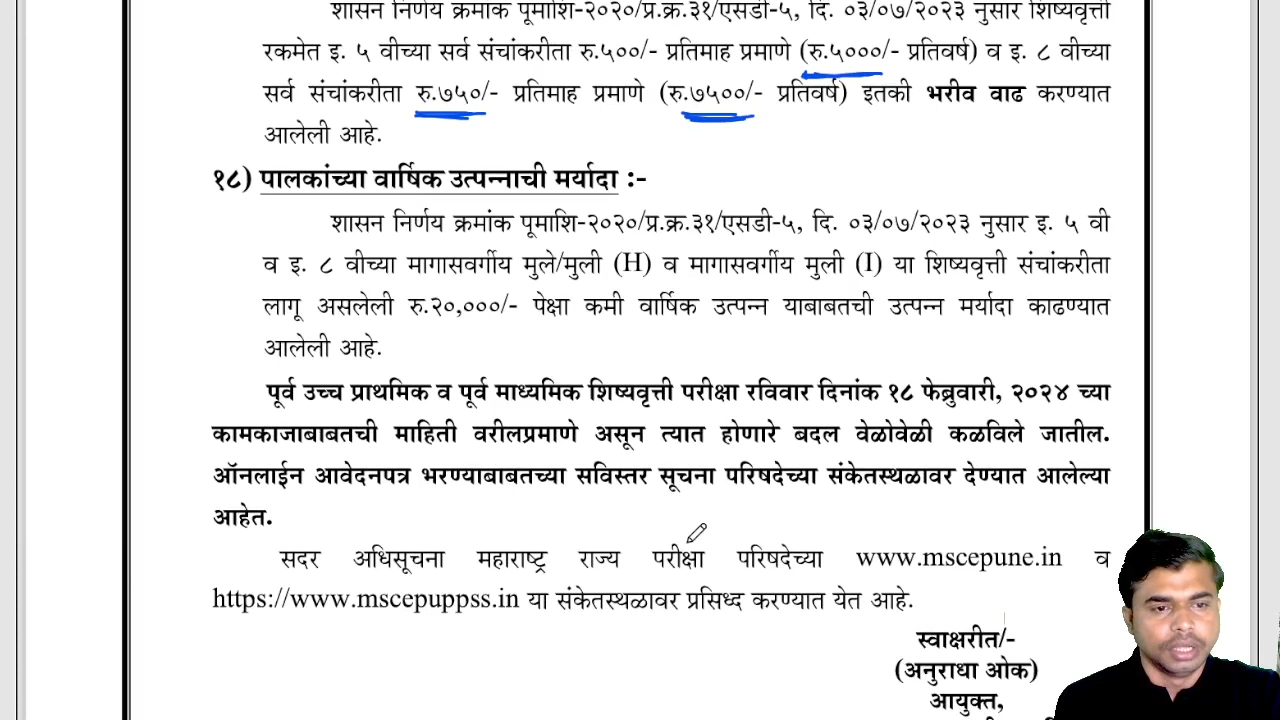 शासन निर्णय क्रमांक पूमाशि-२०२०/प्र.क्र.३१/एसडी-५, दि. ०३/०७/२०२३ नुसार शिष्यवृत्ती
रकमेत इ. ५ वीच्या सर्व संचांकरीता रु.५००/- प्रतिमाह प्रमाणे (रु.५०००/- प्रतिवर्ष) व इ. ८ वीच्या
सर्व संचांकरीता रु.७५०/- प्रतिमाह प्रमाणे (रु.७५००/- प्रतिवर्ष) इतकी भरीव वाढ करण्यात
आलेली आहे.
१८) पालकांच्या वार्षिक उत्पन्नाची मर्यादा :-
शासन निर्णय क्रमांक पूमाशि-२०२०/प्र.क्र.३१/एसडी-५, दि. ०३/०७/२०२३ नुसार इ. ५ वी
व इ. ८ वीच्या मागासवर्गीय मुले/मुली (H) व मागासवर्गीय मुली (I) या शिष्यवृत्ती संचांकरीता
लागू असलेली रु.२०,०००/- पेक्षा कमी वार्षिक उत्पन्न याबाबतची उत्पन्न मर्यादा काढण्यात
आलेली आहे.
पूर्व उच्च प्राथमिक व पूर्व माध्यमिक शिष्यवृत्ती परीक्षा रविवार दिनांक १८ फेब्रुवारी, २०२४ च्या
कामकाजाबाबतची माहिती वरीलप्रमाणे असून त्यात होणारे बदल वेळोवेळी कळविले जातील.
ऑनलाईन आवेदनपत्र भरण्याबाबतच्या सविस्तर सूचना परिषदेच्या संकेतस्थळावर देण्यात आलेल्या
आहेत.
सदर अधिसूचना महाराष्ट्र राज्य परीक्षा परिषदेच्या www.mscepune.in व
https://www.mscepuppss.in या संकेतस्थळावर प्रसिध्द करण्यात येत आहे.
स्वाक्षरीत/-
(अनुराधा ओक)
आयुक्त,